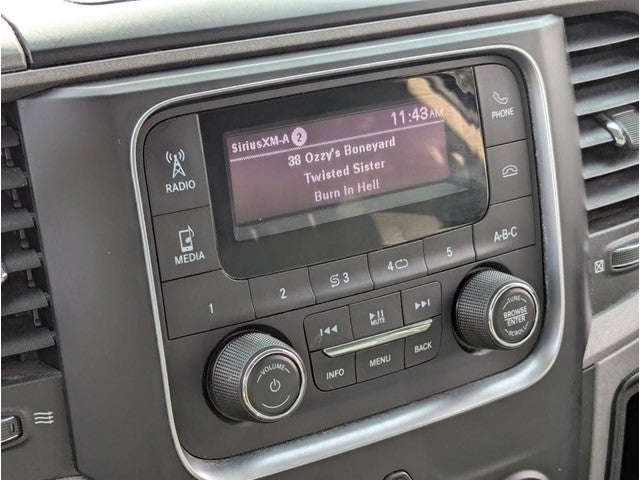 SiriusXM-A 2 11:43AM
38 Ozzy's Boneyard
Twisted Sister
Burn In Hell
RADIO
MEDIA
PHONE
1 2 3 4 5 A-B-C
MUTE
INFO MENU BACK
VOLUME
TUNE
BROWSE
ENTER
SCROLL